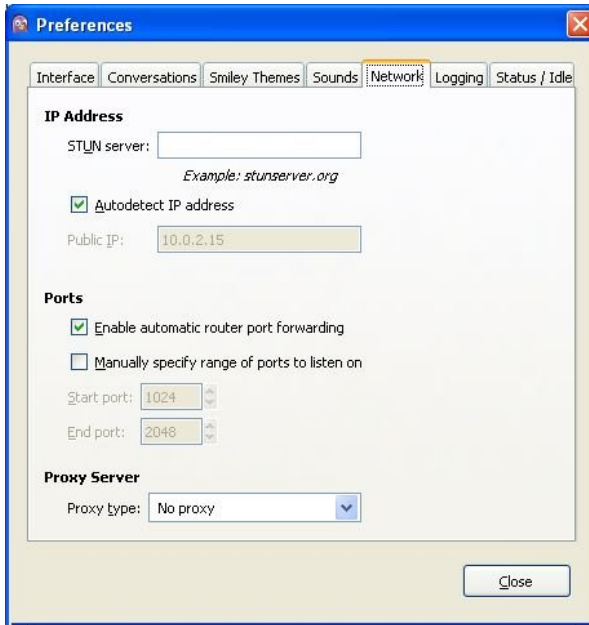 Preferences
Interface Conversations Smiley Themes Sounds Network Logging Status / Idle
IP Address
STUN server:
Example: stunserver.org
Autodetect IP address
Public IP: 10.0.2.15
Ports
Enable automatic router port forwarding
Manually specify range of ports to listen on
Start port: 1024
End port: 2048
Proxy Server
Proxy type: No proxy
Close